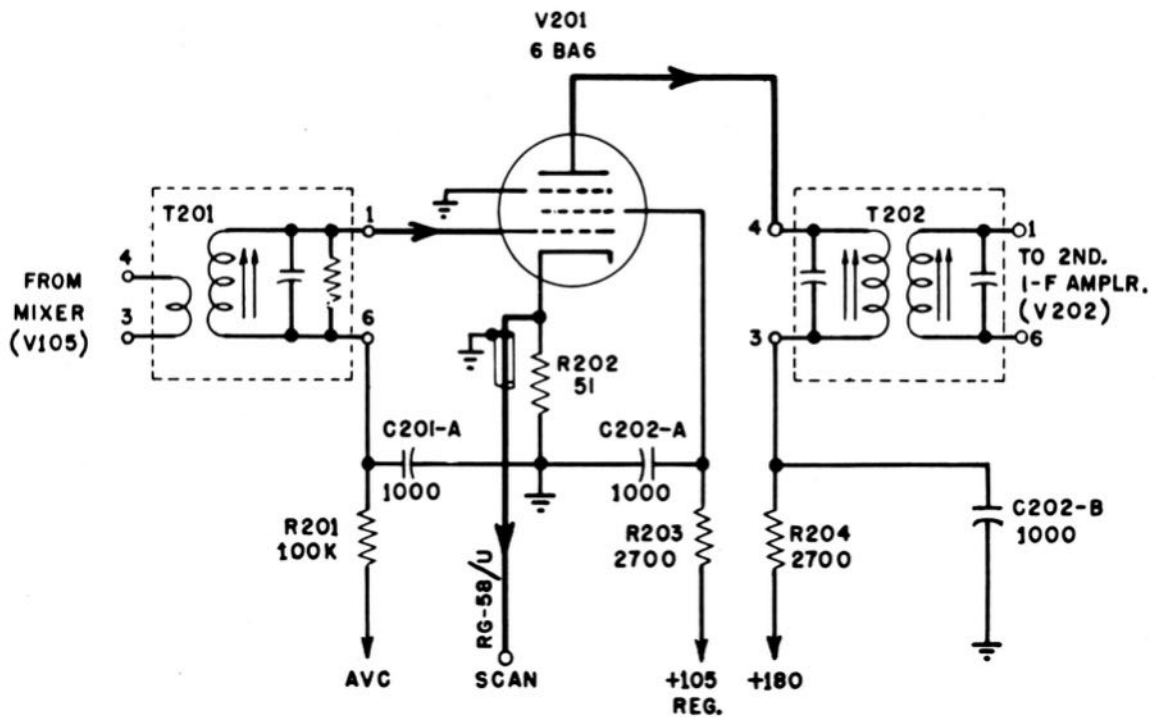 V201
6 BA6
T201
1
4
FROM
MIXER
(V105)
3
6
4
T202
1
TO 2ND.
I-F AMPLR.
(V202)
3
6
R202
51
C201-A
1000
C202-A
1000
R201
100K
RG-58/U
R203
2700
R204
2700
C202-B
1000
AVC
SCAN
+105
REG.
+180